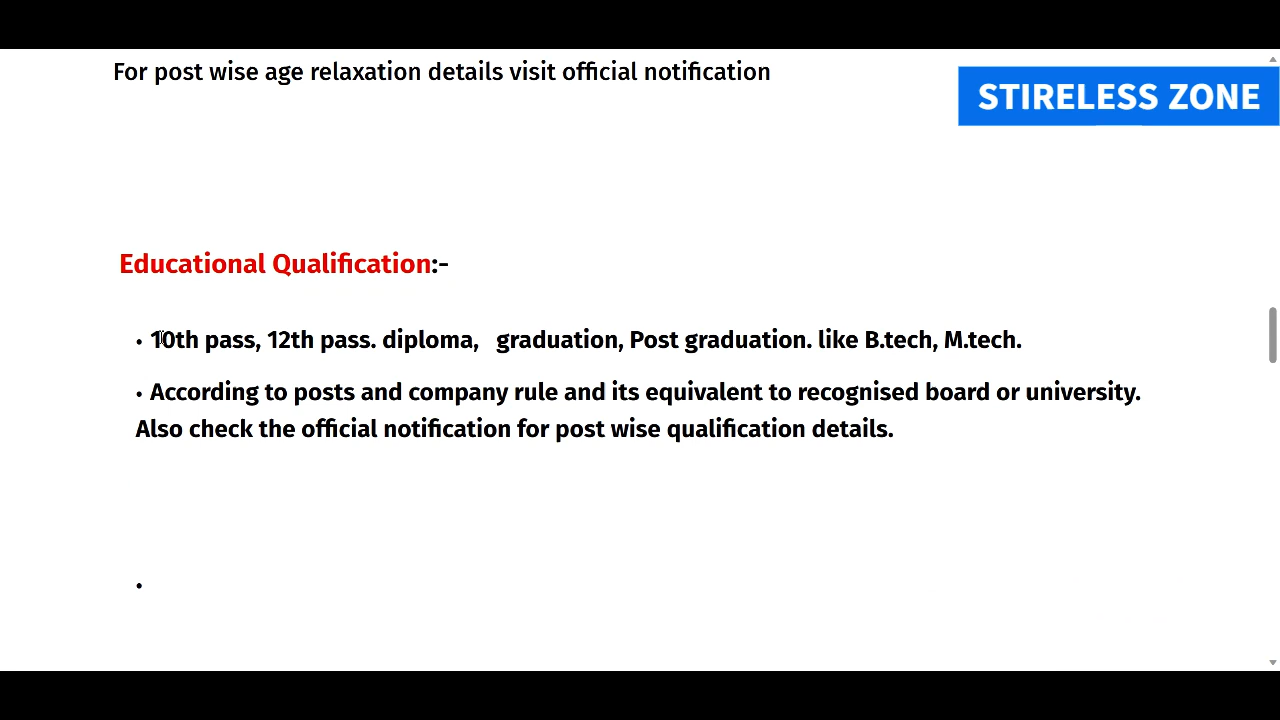 For post wise age relaxation details visit official notification
STIRELESS ZONE
Educational Qualification:-
• 10th pass, 12th pass. diploma, graduation, Post graduation. like B.tech, M.tech.
• According to posts and company rule and its equivalent to recognised board or university.
Also check the official notification for post wise qualification details.
•